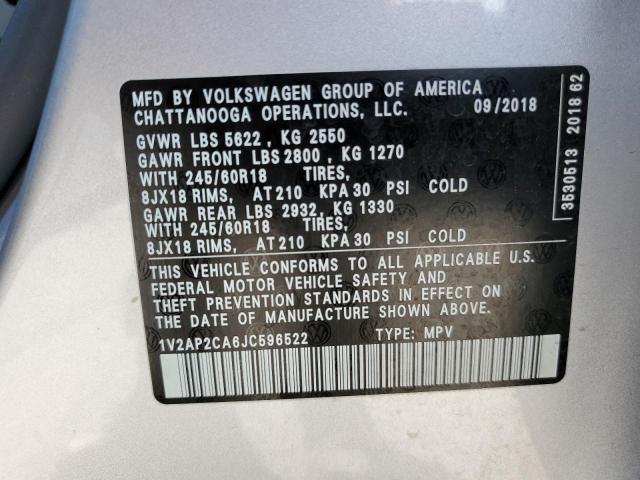 MFD BY VOLKSWAGEN GROUP OF AMERICA
CHATTANOOGA OPERATIONS, LLC. 09/2018
GVWR LBS 5622 , KG 2550
GAWR FRONT LBS 2800 , KG 1270
WITH 245/60R18 TIRES,
8JX18 RIMS, AT 210 KPA 30 PSI COLD
GAWR REAR LBS 2932, KG 1330
WITH 245/60R18 TIRES,
8JX18 RIMS, AT 210 KPA 30 PSI COLD
THIS VEHICLE CONFORMS TO ALL APPLICABLE U.S.
FEDERAL MOTOR VEHICLE SAFETY AND
THEFT PREVENTION STANDARDS IN EFFECT ON
THE DATE OF MANUFACTURE SHOWN ABOVE.
1V2AP2CA6JC596522 TYPE: MPV
3530513 2018 62